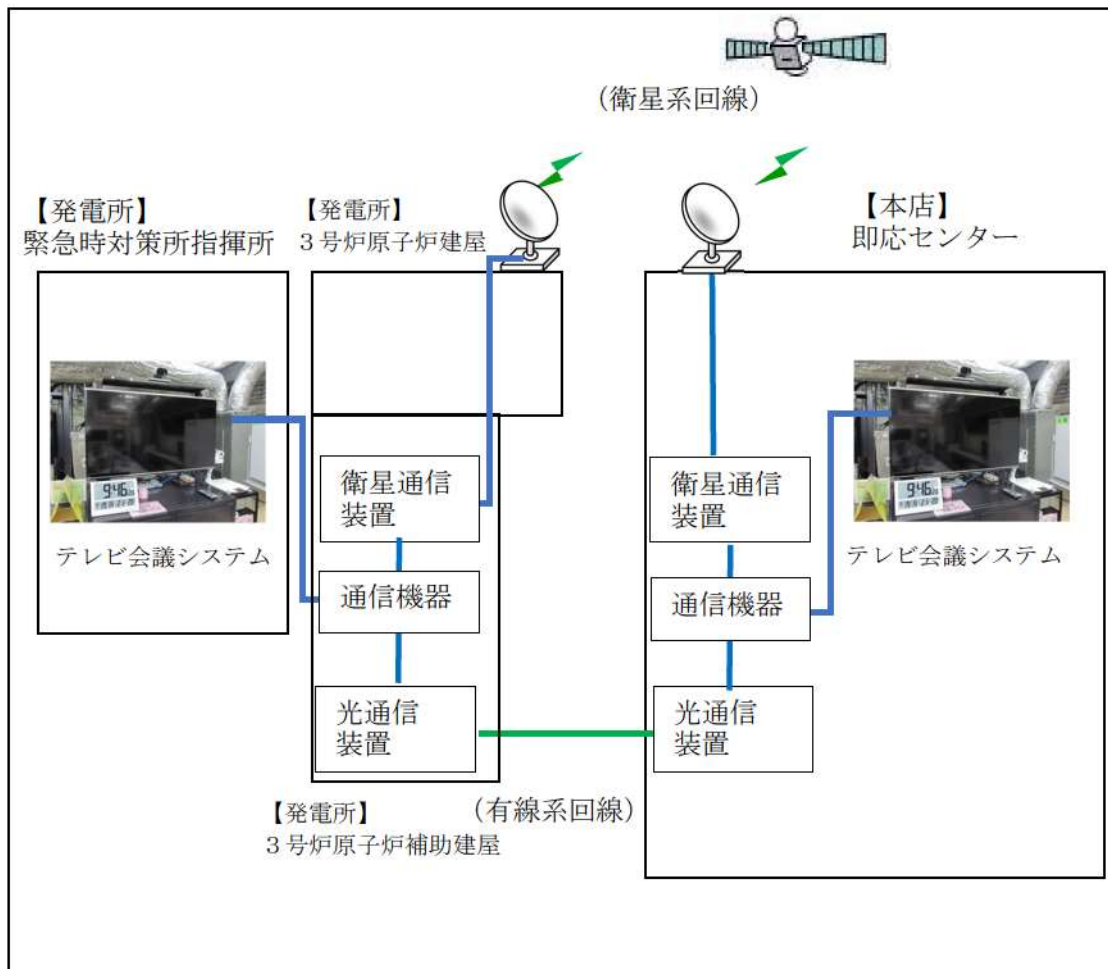 (衛星系回線)
【発電所】
緊急時対策所指揮所
【発電所】
３号炉原子炉建屋
【本店】
即応センター
9:46
9:46
衛星通信
装置
衛星通信
装置
テレビ会議システム
テレビ会議システム
通信機器
通信機器
光通信
装置
光通信
装置
(有線系回線)
【発電所】
３号炉原子炉補助建屋